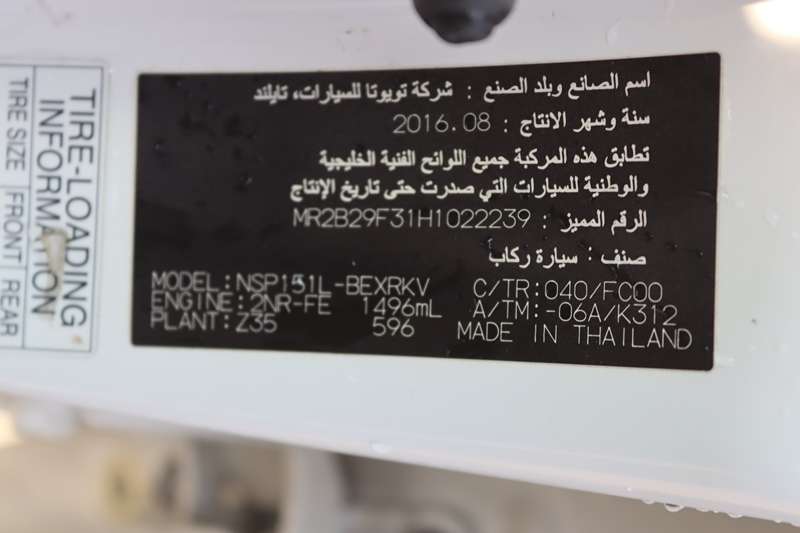 اسم الصانع وبلد الصنع : شركة تويوتا للسيارات، تايلند
سنة وشهر الانتاج : 2016.08
تطابق هذه المركبة جميع اللوائح الفنية الخليجية
والوطنية للسيارات التي صدرت حتى تاريخ الإنتاج
الرقم المميز : MR2B29F31H1022239
صنف : سيارة ركاب
MODEL:NSP151L-BEXRKV C/TR:040/FC00
ENGINE:2NR-FE 1496mL A/TM:-06A/K312
PLANT:Z35 596 MADE IN THAILAND
TIRE-LOADING
INFORMATION
TIRE SIZE
FRONT
REAR